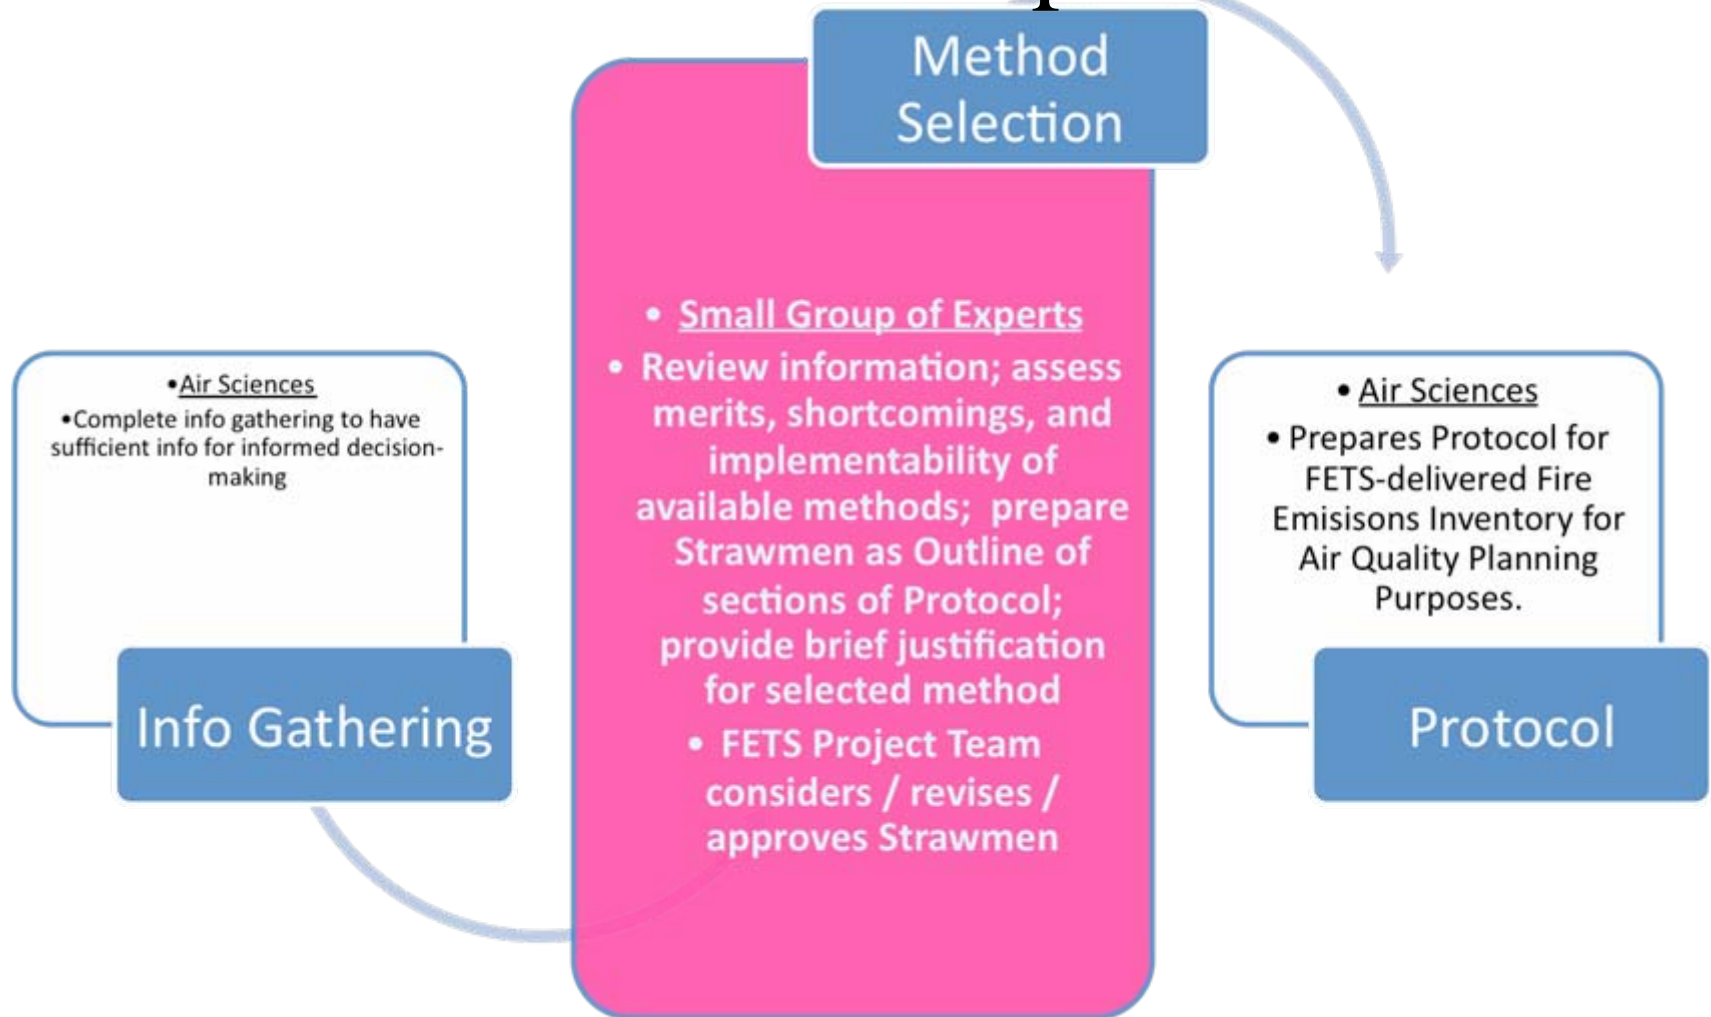 Method
Selection
•Air Sciences
•Complete info gathering to have
sufficient info for informed decision-
making
Info Gathering
• Small Group of Experts
• Review information; assess
merits, shortcomings, and
implementability of
available methods;  prepare
Strawmen as Outline of
sections of Protocol;
provide brief justification
for selected method
• FETS Project Team
considers / revises /
approves Strawmen
• Air Sciences
• Prepares Protocol for
FETS-delivered Fire
Emisisons Inventory for
Air Quality Planning
Purposes.
Protocol